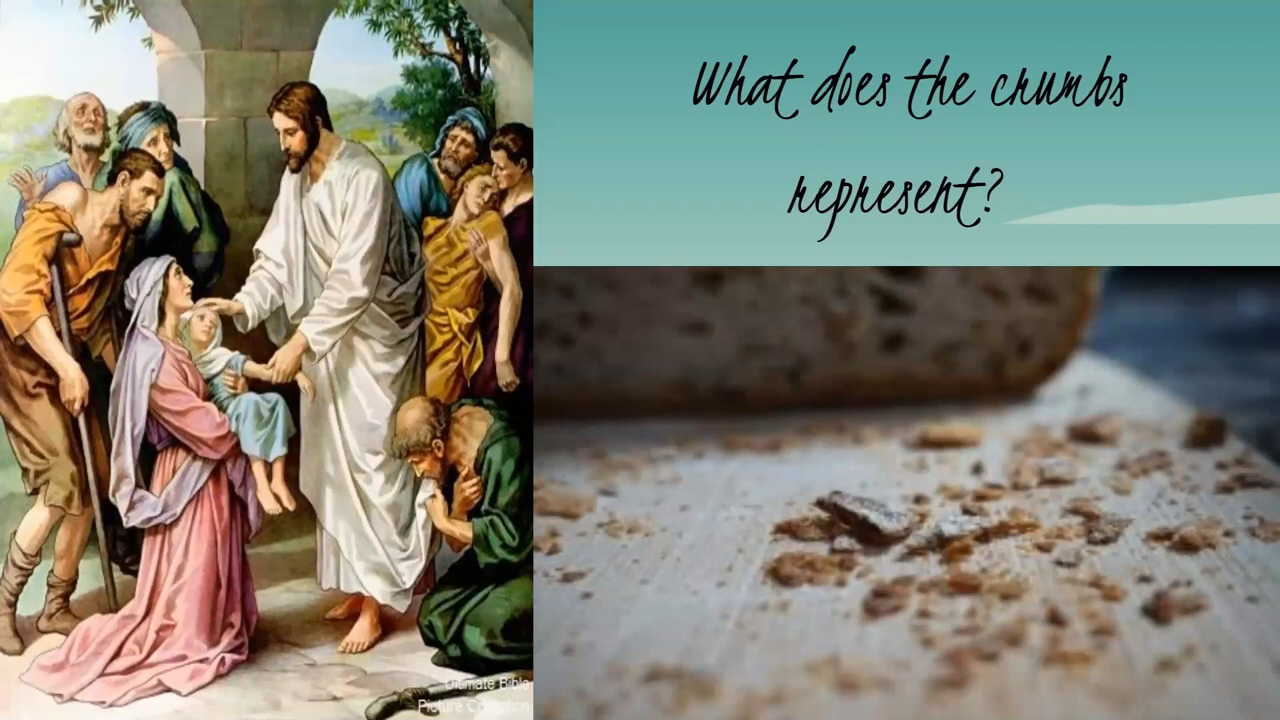 What does the crumbs
represent?
Ultimate Bible
Picture Collection